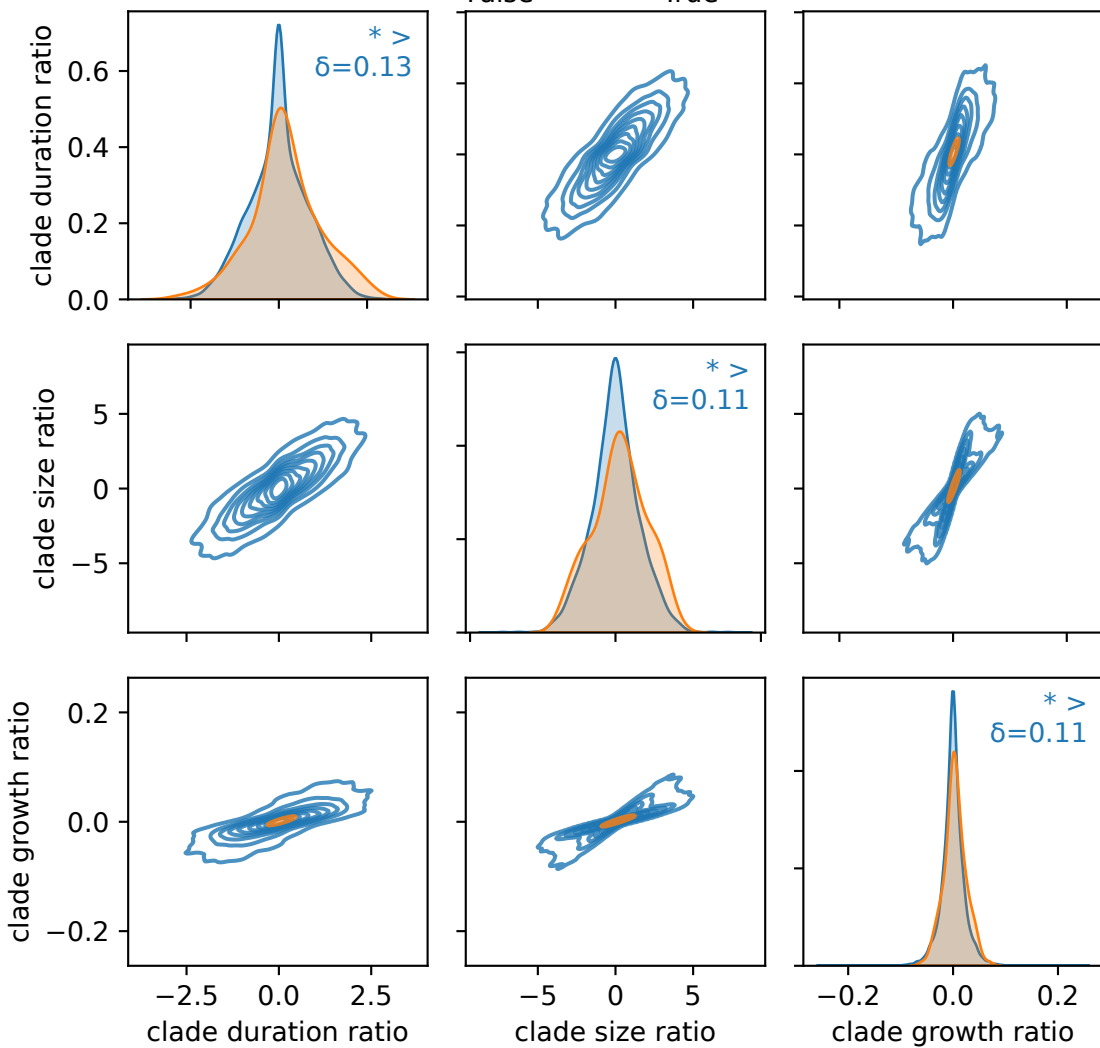 True
clade duration ratio
0.6
0.4
0.2
0.0
* >
δ=0.13
clade size ratio
5
0
−5
* >
δ=0.11
clade growth ratio
0.2
0.0
−0.2
* >
δ=0.11
−2.5 0.0 2.5
−5 0 5
−0.2 0.0 0.2
clade duration ratio
clade size ratio
clade growth ratio